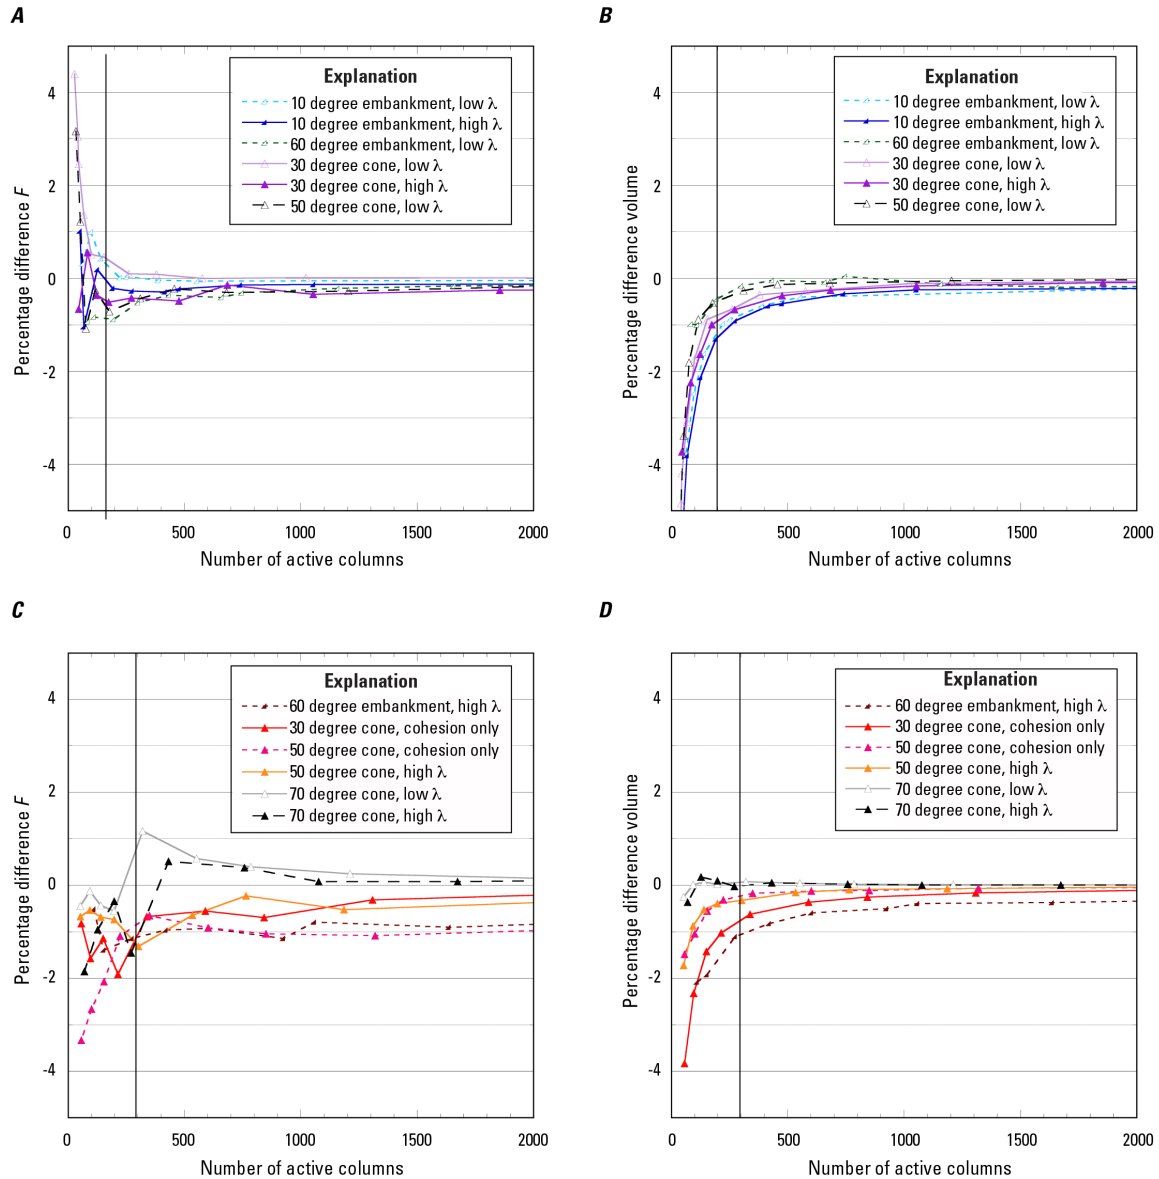 A
Explanation
10 degree embankment, low λ
10 degree embankment, high λ
60 degree embankment, low λ
30 degree cone, low λ
30 degree cone, high λ
50 degree cone, low λ
Percentage difference F
4
2
0
-2
-4
0 500 1000 1500 2000
Number of active columns
B
Explanation
10 degree embankment, low λ
10 degree embankment, high λ
60 degree embankment, low λ
30 degree cone, low λ
30 degree cone, high λ
50 degree cone, low λ
Percentage difference volume
4
2
0
-2
-4
0 500 1000 1500 2000
Number of active columns
C
Explanation
60 degree embankment, high λ
30 degree cone, cohesion only
50 degree cone, cohesion only
50 degree cone, high λ
70 degree cone, low λ
70 degree cone, high λ
Percentage difference F
4
2
0
-2
-4
0 500 1000 1500 2000
Number of active columns
D
Explanation
60 degree embankment, high λ
30 degree cone, cohesion only
50 degree cone, cohesion only
50 degree cone, high λ
70 degree cone, low λ
70 degree cone, high λ
Percentage difference volume
4
2
0
-2
-4
0 500 1000 1500 2000
Number of active columns